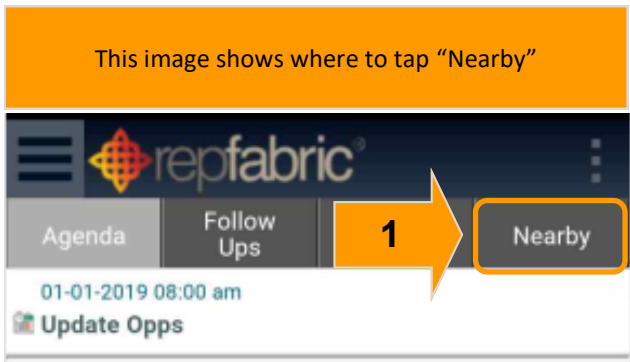 This image shows where to tap “Nearby”
repfabric®
Agenda
Follow
Ups
1
Nearby
01-01-2019 08:00 am
Update Opps